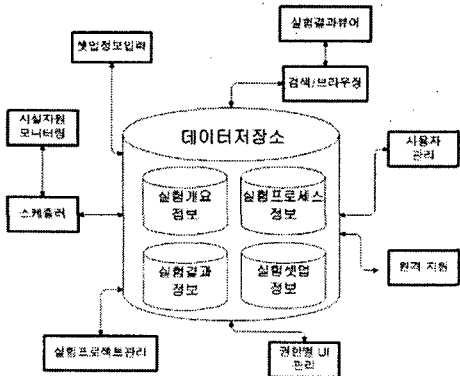 실험결과뷰어
셋업정보입력
검색/브라우징
시설자원
모니터링
데이터저장소
사용자
관리
실험개요
정보
실험프로세스
정보
스케줄러
실험결과
정보
실험셋업
정보
원격 지원
실험프로젝트관리
권한별 UI
관리